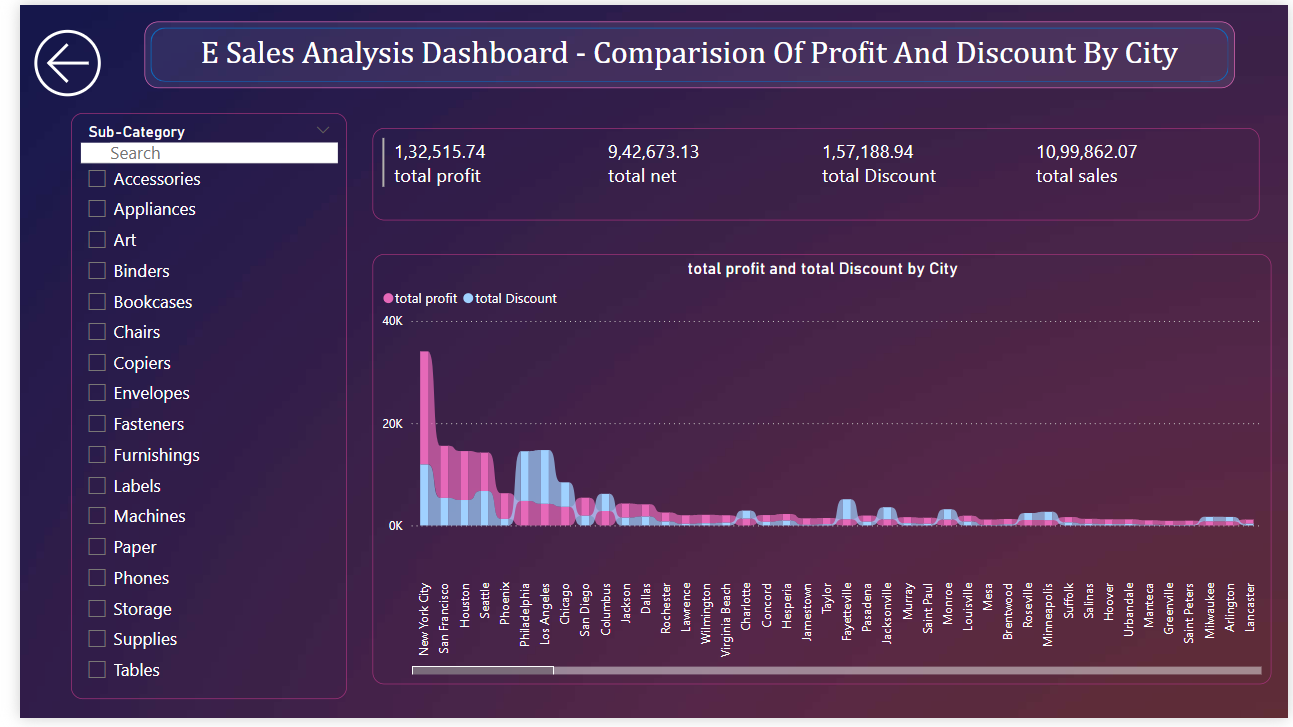 E Sales Analysis Dashboard - Comparision Of Profit And Discount By City
Sub-Category
Search
Accessories
Appliances
Art
Binders
Bookcases
Chairs
Copiers
Envelopes
Fasteners
Furnishings
Labels
Machines
Paper
Phones
Storage
Supplies
Tables
1,32,515.74
total profit
9,42,673.13
total net
1,57,188.94
total Discount
10,99,862.07
total sales
total profit and total Discount by City
total profit total Discount
40K
20K
0K
New York City
San Francisco
Houston
Seattle
Phoenix
Philadelphia
Los Angeles
Chicago
San Diego
Columbus
Jackson
Dallas
Rochester
Lawrence
Wilmington
Virginia Beach
Charlotte
Concord
Hesperia
Jamestown
Taylor
Fayetteville
Pasadena
Jacksonville
Murray
Saint Paul
Monroe
Louisville
Mesa
Brentwood
Roseville
Minneapolis
Suffolk
Salinas
Hoover
Urbandale
Manteca
Greenville
Saint Peters
Milwaukee
Arlington
Lancaster